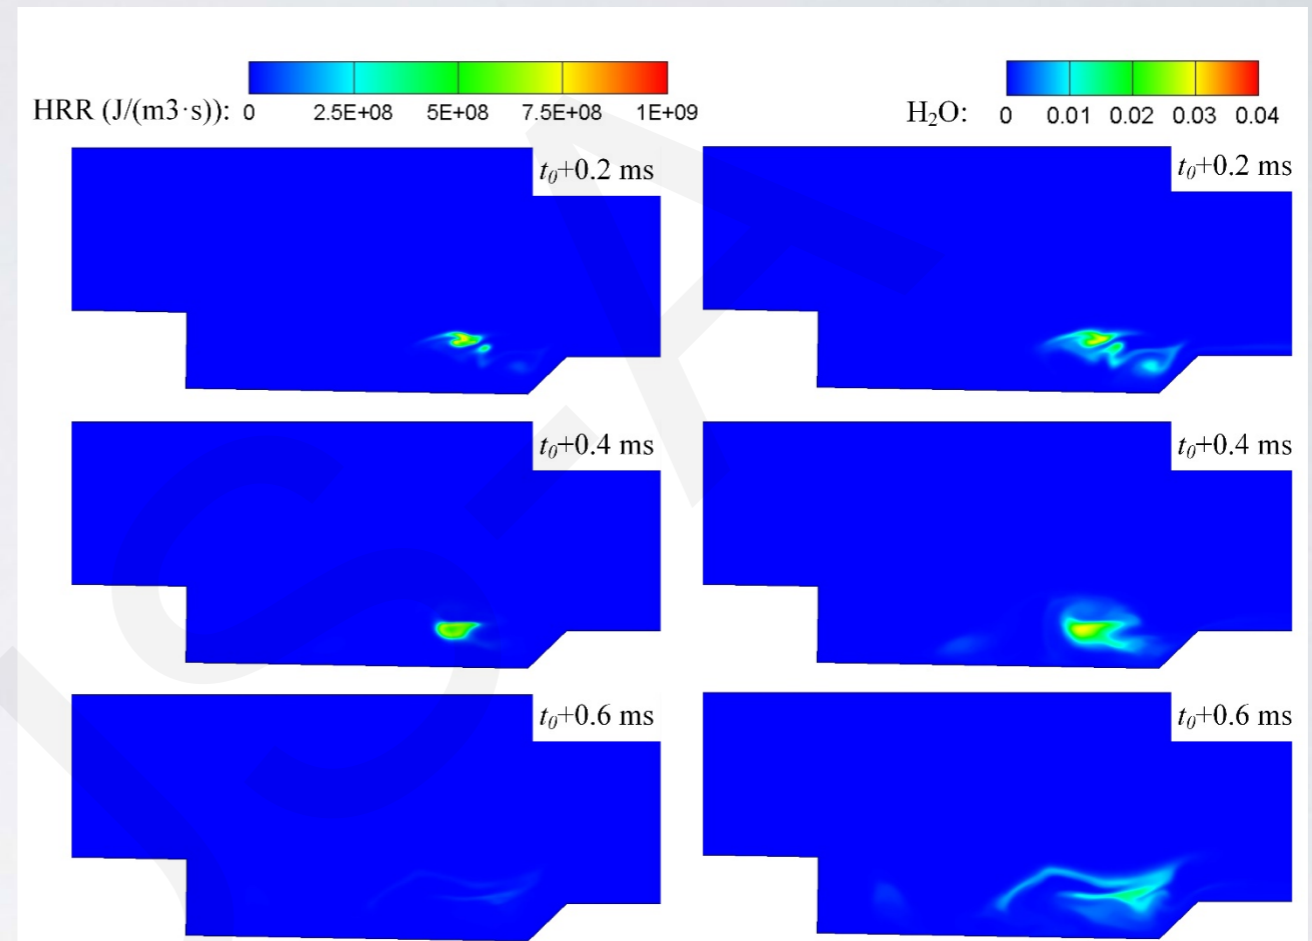 HRR (J/(m3·s)): 0 2.5E+08 5E+08 7.5E+08 1E+09
H₂O: 0 0.01 0.02 0.03 0.04
t₀+0.2 ms
t₀+0.2 ms
t₀+0.4 ms
t₀+0.4 ms
t₀+0.6 ms
t₀+0.6 ms